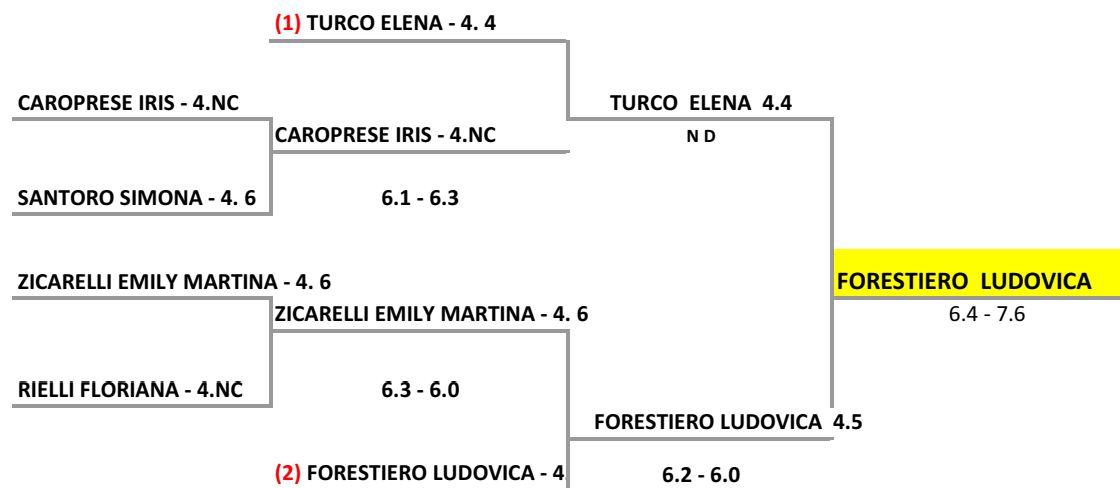 (1) TURCO ELENA - 4. 4
CAROPRESE IRIS - 4.NC
TURCO ELENA 4.4
CAROPRESE IRIS - 4.NC
N D
SANTORO SIMONA - 4. 6
6.1 - 6.3
ZICARELLI EMILY MARTINA - 4. 6
FORESTIERO LUDOVICA
ZICARELLI EMILY MARTINA - 4. 6
6.4 - 7.6
RIELLI FLORIANA - 4.NC
6.3 - 6.0
FORESTIERO LUDOVICA 4.5
(2) FORESTIERO LUDOVICA - 4
6.2 - 6.0